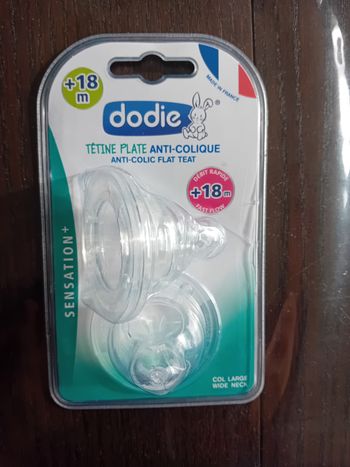 +18
m
MADE IN FRANCE
dodie®
TÉTINE PLATE ANTI-COLIQUE
ANTI-COLIC FLAT TEAT
DÉBIT RAPIDE
+18m
FAST FLOW
SENSATION+
COL LARGE
WIDE NECK